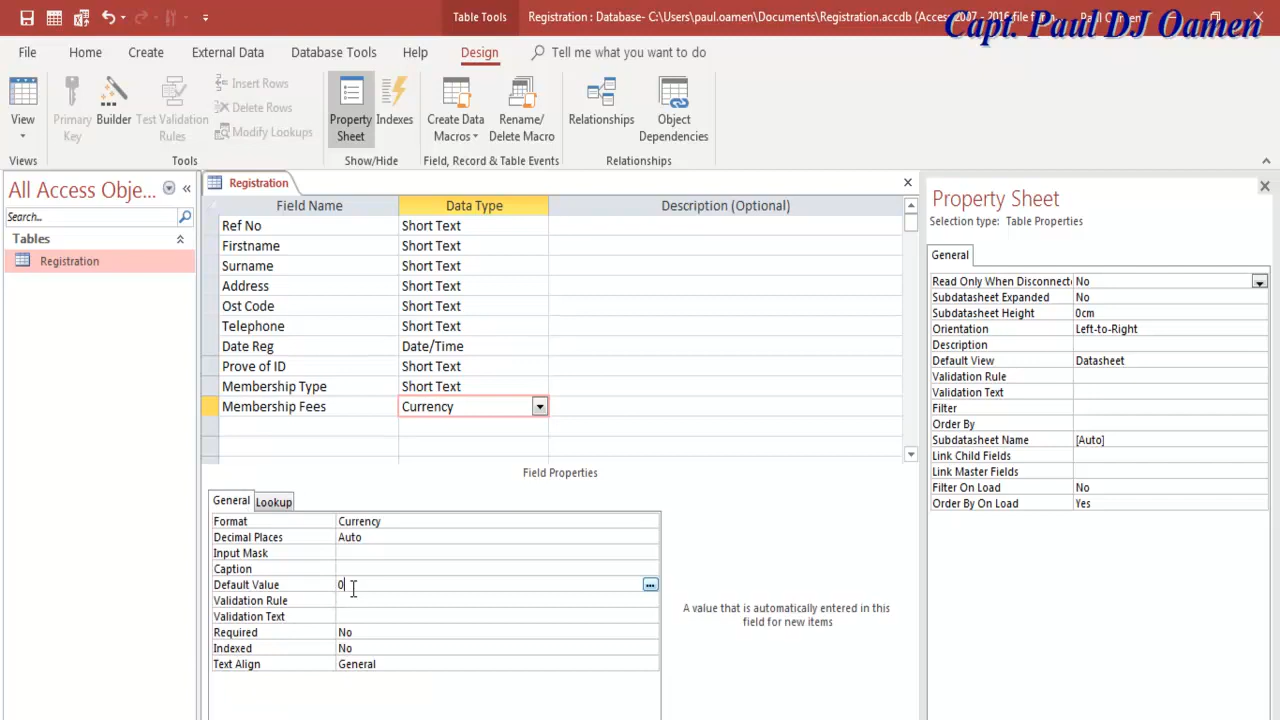 Table Tools
Registration : Database- C:\Users\paul.oamen\Documents\Registration.accdb (Access 2007 - 2016 file
Capt. Paul DJ Oamen
File Home Create External Data Database Tools Help Design Tell me what you want to do
View
Primary Key
Builder
Test Validation Rules
Insert Rows
Delete Rows
Modify Lookups
Property Sheet
Indexes
Create Data Macros
Rename/ Delete Macro
Relationships
Object Dependencies
Views Tools Show/Hide Field, Record & Table Events Relationships
All Access Obje...
Search...
Tables
Registration
Registration
Field Name Data Type Description (Optional)
Ref No Short Text
Firstname Short Text
Surname Short Text
Address Short Text
Ost Code Short Text
Telephone Short Text
Date Reg Date/Time
Prove of ID Short Text
Membership Type Short Text
Membership Fees Currency
Field Properties
General Lookup
Format Currency
Decimal Places Auto
Input Mask
Caption
Default Value 0
Validation Rule
Validation Text
Required No
Indexed No
Text Align General
A value that is automatically entered in this
field for new items
Property Sheet
Selection type: Table Properties
General
Read Only When Disconnecte No
Subdatasheet Expanded No
Subdatasheet Height 0cm
Orientation Left-to-Right
Description
Default View Datasheet
Validation Rule
Validation Text
Filter
Order By
Subdatasheet Name [Auto]
Link Child Fields
Link Master Fields
Filter On Load No
Order By On Load Yes